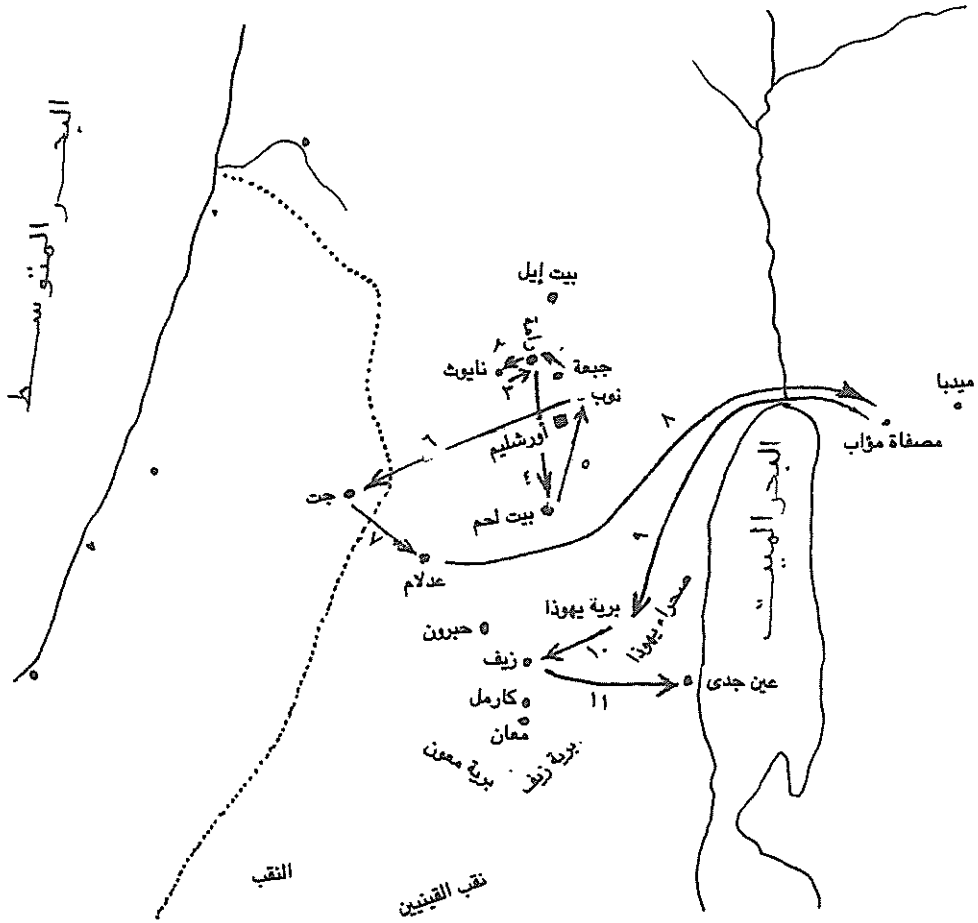 البحر المتوسط
بيت إيل
رامة
٢
نايوث
٣
جبعة
نوب
أورشليم
٤
٥
بيت لحم
٦
جت
٧
عدلام
٨
ميدبا
مصفاة مؤاب
البحر الميت
٩
برية يهوذا
صحراء يهوذا
١٠
حبرون
زيف
١١
عين جدى
كارمل
معان
برية معون
برية زيف
النقب
نقب القينيين